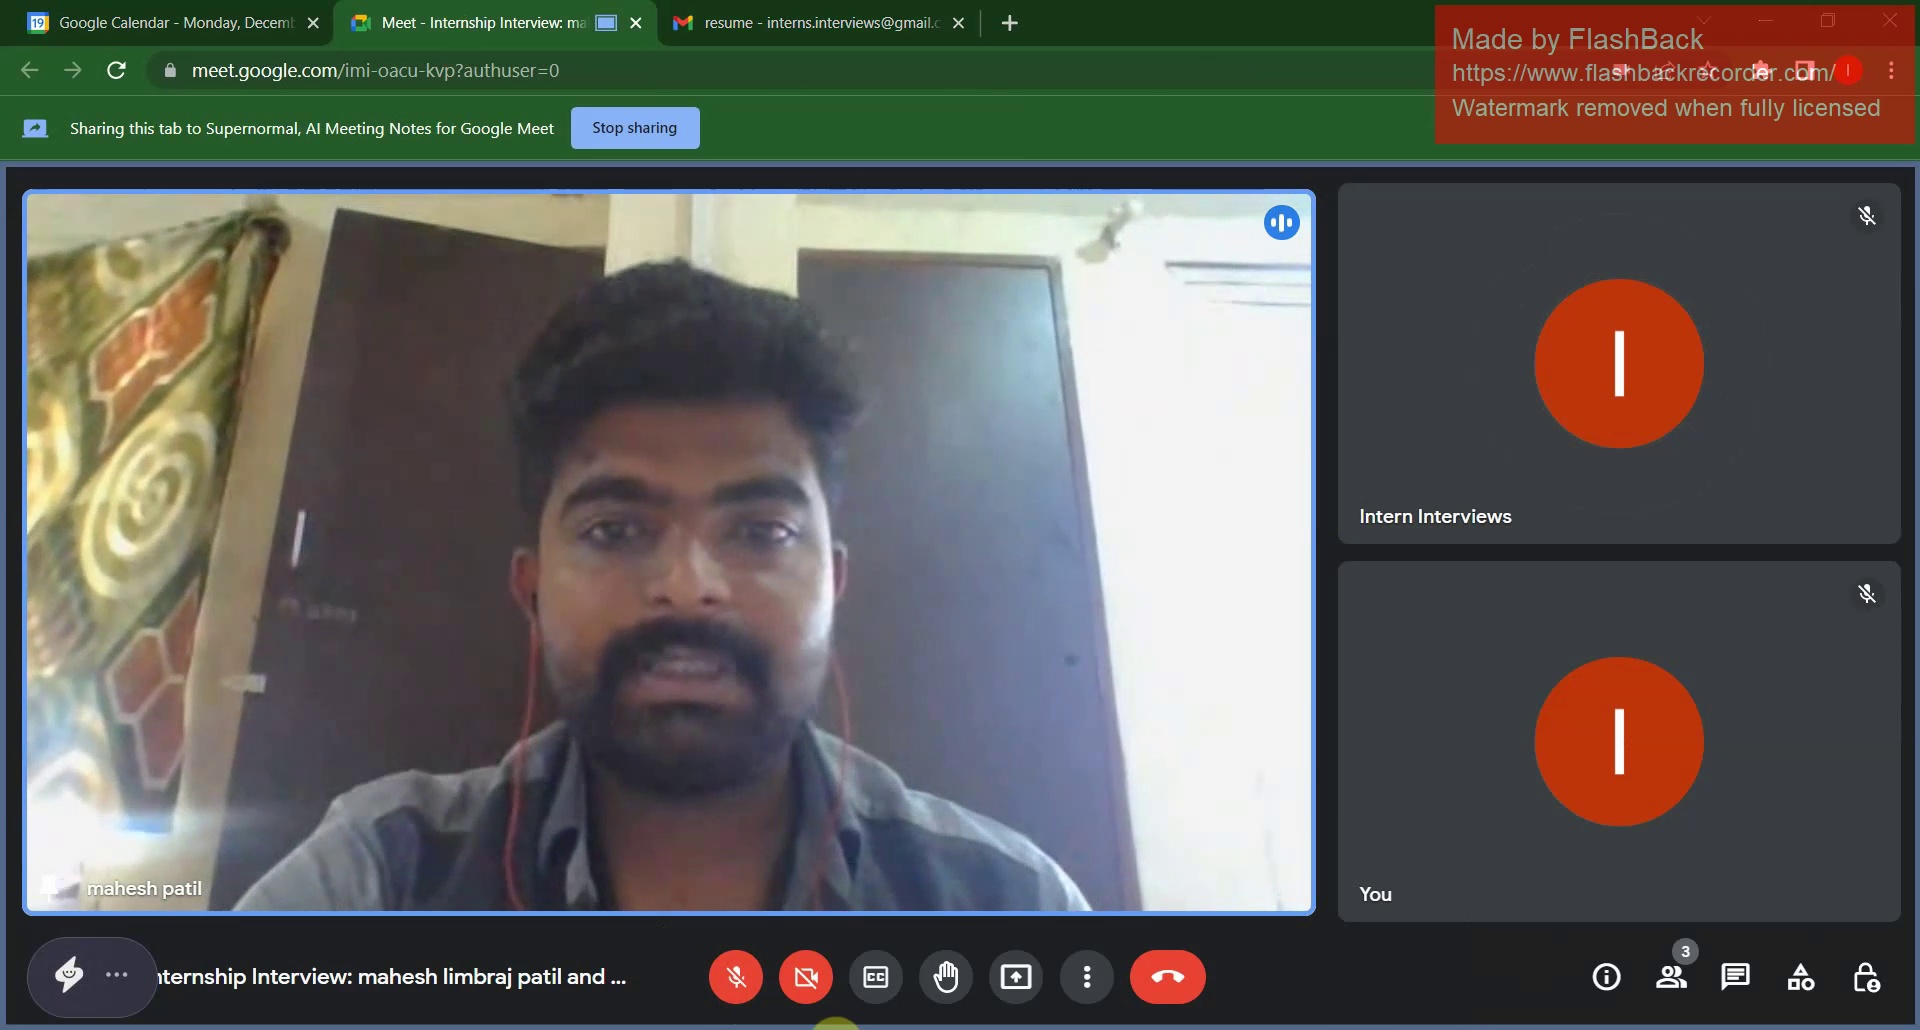 Google Calendar - Monday, Decemb
Meet - Internship Interview: ma
resume - interns.interviews@gmail.c
Made by FlashBack
meet.google.com/imi-oacu-kvp?authuser=0
https://www.flashbackrecorder.com/
Watermark removed when fully licensed
Sharing this tab to Supernormal, AI Meeting Notes for Google Meet
Stop sharing
I
Intern Interviews
I
mahesh patil
You
nternship Interview: mahesh limbraj patil and ...
CC
3